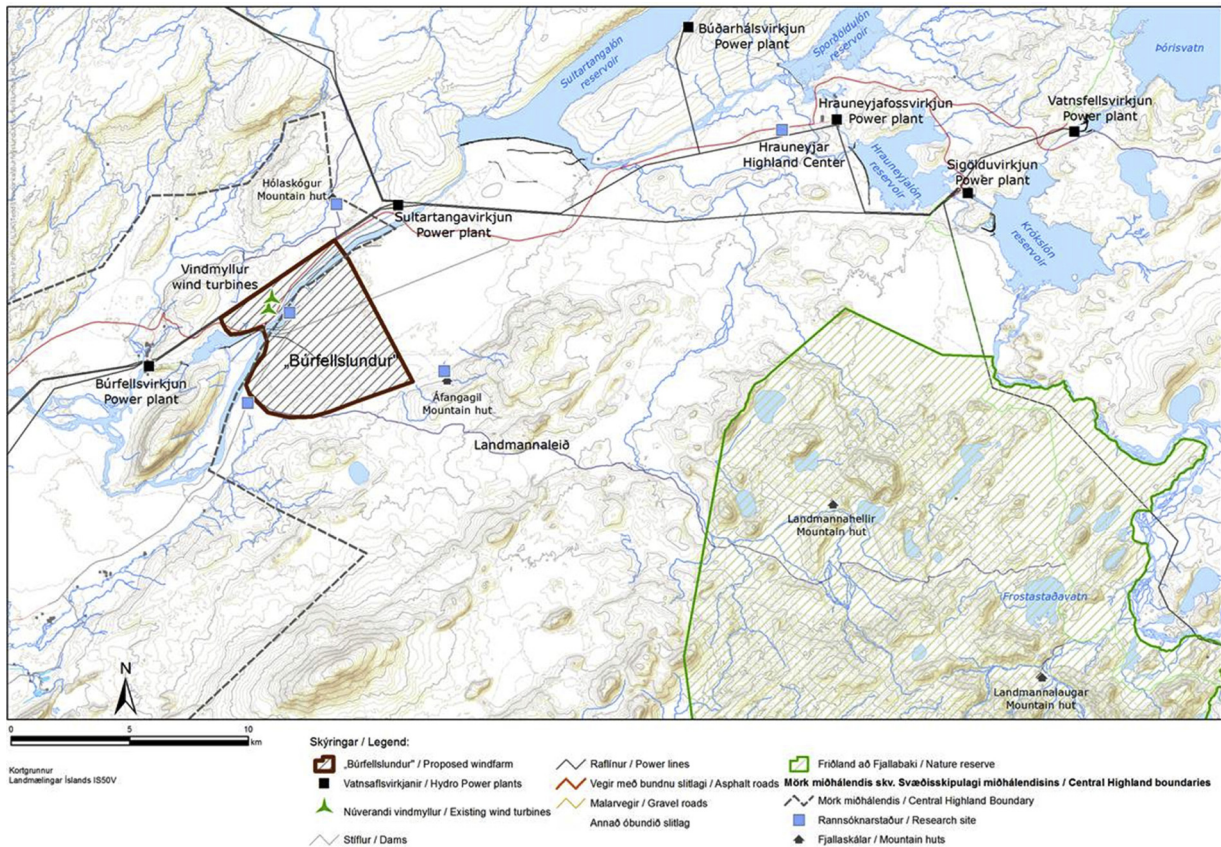 Búðarhálsvirkjun
Power plant
Sultartangalón
reservoir
Sporðöldulón
reservoir
Þórisvatn
Hrauneyjafossvirkjun
Power plant
Vatnsfellsvirkjun
Power plant
Hrauneyjar
Highland Center
Hrauneyjalón
reservoir
Sigölduvirkjun
Power plant
Hólaskógur
Mountain hut
Sultartangavirkjun
Power plant
Krókslón
reservoir
Vindmyllur
wind turbines
„Búrfellslundur"
Búrfellsvirkjun
Power plant
Áfangagil
Mountain hut
Landmannaleið
Landmannahellir
Mountain hut
Frostastaðavatn
Landmannalaugar
Mountain hut
N
0 5 10
km
Kortgrunnur
Landmælingar Íslands IS50V
Skýringar / Legend:
„Búrfellslundur" / Proposed windfarm
Vatnsaflsvirkjanir / Hydro Power plants
Núverandi vindmyllur / Existing wind turbines
Stíflur / Dams
Raflínur / Power lines
Vegir með bundnu slitlagi / Asphalt roads
Malarvegir / Gravel roads
Annað óbundið slitlag
Friðland að Fjallabaki / Nature reserve
Mörk miðhálendis skv. Svæðisskipulagi miðhálendisins / Central Highland boundaries
Mörk miðhálendis / Central Highland Boundary
Rannsóknarstaður / Research site
Fjallaskálar / Mountain huts